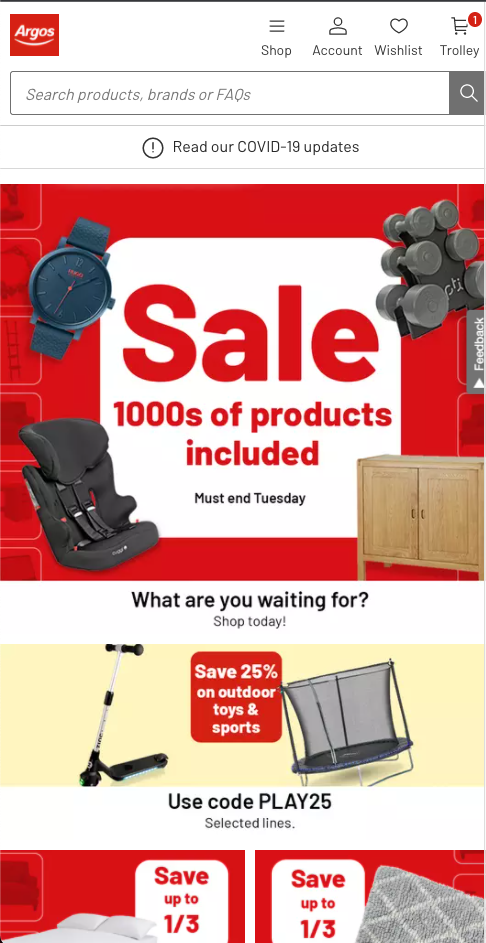 Argos
1
Shop Account Wishlist Trolley
Search products, brands or FAQs
Read our COVID-19 updates
Sale
1000s of products
included
Must end Tuesday
Feedback
What are you waiting for?
Shop today!
Save 25%
on outdoor
toys &
sports
Use code PLAY25
Selected lines.
Save
up to
1/3
Save
up to
1/3